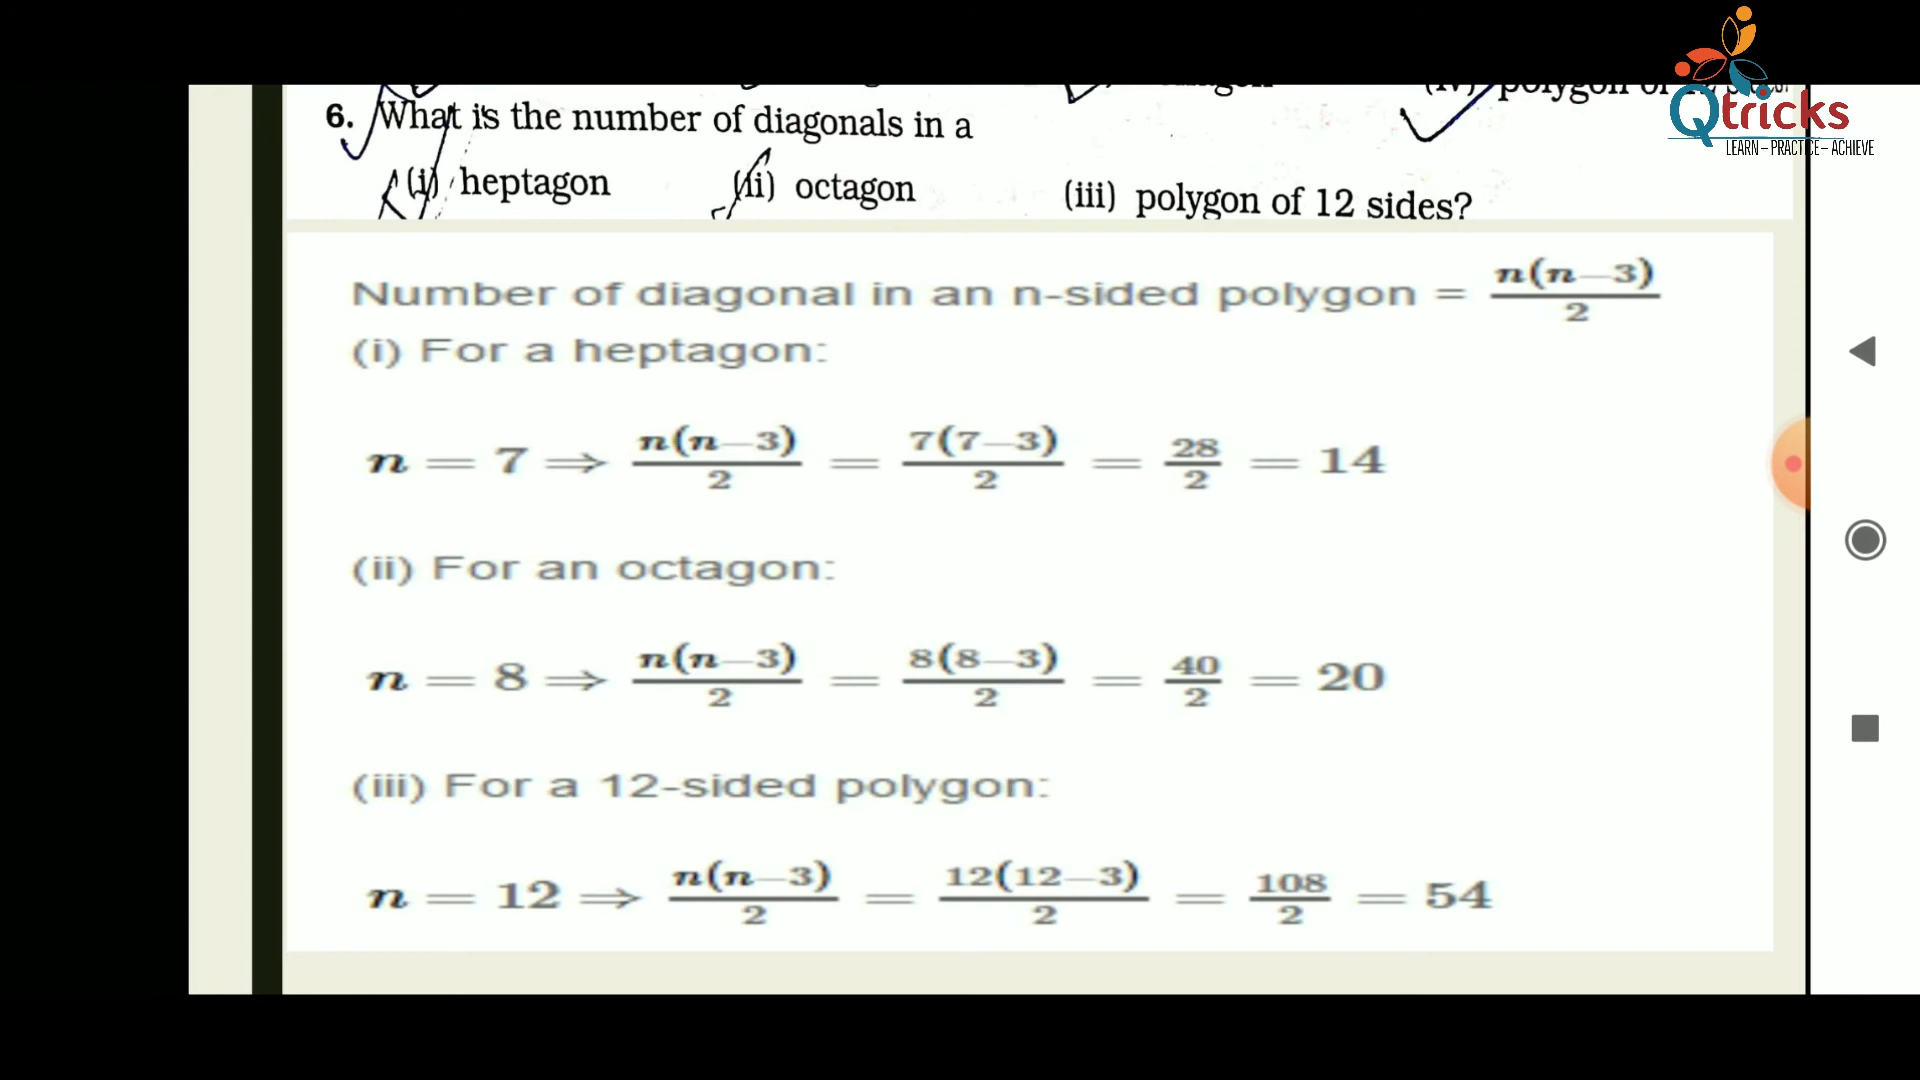 Qtricks
LEARN – PRACTICE – ACHIEVE
(iv) polygon of
6. What is the number of diagonals in a
(i) heptagon (ii) octagon (iii) polygon of 12 sides?
Number of diagonal in an n-sided polygon = n(n−3)/2
(i) For a heptagon:
n = 7 ⇒ n(n−3)/2 = 7(7−3)/2 = 28/2 = 14
(ii) For an octagon:
n = 8 ⇒ n(n−3)/2 = 8(8−3)/2 = 40/2 = 20
(iii) For a 12-sided polygon:
n = 12 ⇒ n(n−3)/2 = 12(12−3)/2 = 108/2 = 54